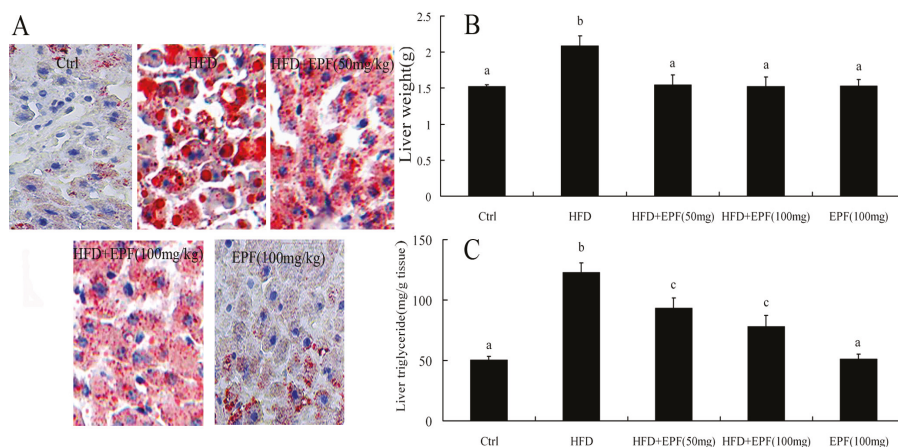 A
Ctrl
HFD
HFD+EPF(50mg/kg)
HFD+EPF(100mg/kg)
EPF(100mg/kg)
B
Liver weight(g)
2.5
2
1.5
1
0.5
0
a
b
a
a
a
Ctrl
HFD
HFD+EPF(50mg)
HFD+EPF(100mg)
EPF(100mg)
C
Liver triglyceride(mg/g tissue)
150
100
50
0
a
b
c
c
a
Ctrl
HFD
HFD+EPF(50mg)
HFD+EPF(100mg)
EPF(100mg)